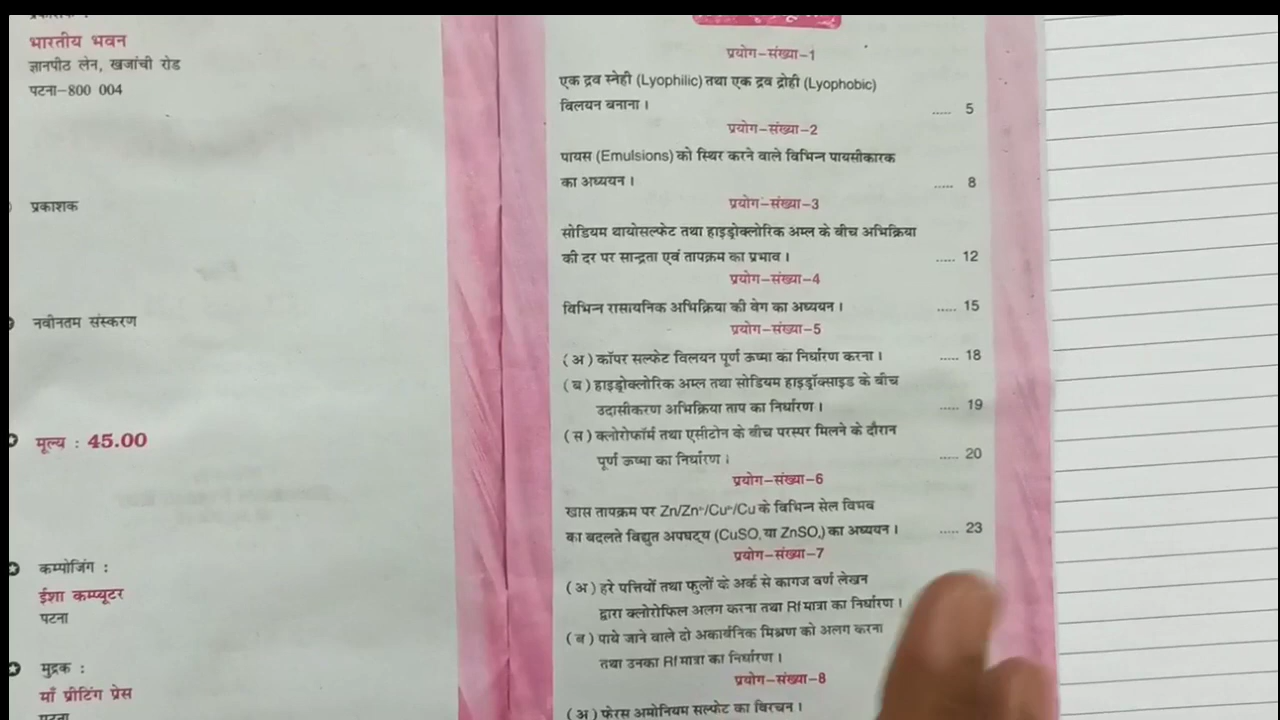 भारतीय भवन
ज्ञानपीठ लेन, खजांची रोड
पटना-800 004
प्रकाशक
नवीनतम संस्करण
मूल्य : 45.00
कम्पोजिंग :
ईशा कम्प्यूटर
पटना
मुद्रक :
माँ प्रीटिंग प्रेस
पटना
प्रयोग-संख्या-1
एक द्रव स्नेही (Lyophilic) तथा एक द्रव द्रोही (Lyophobic)
विलयन बनाना। ..... 5
प्रयोग-संख्या-2
पायस (Emulsions) को स्थिर करने वाले विभिन्न पायसीकारक
का अध्ययन। ..... 8
प्रयोग-संख्या-3
सोडियम थायोसल्फेट तथा हाइड्रोक्लोरिक अम्ल के बीच अभिक्रिया
की दर पर सान्द्रता एवं तापक्रम का प्रभाव। ..... 12
प्रयोग-संख्या-4
विभिन्न रासायनिक अभिक्रिया की वेग का अध्ययन। ..... 15
प्रयोग-संख्या-5
(अ) कॉपर सल्फेट विलयन पूर्ण ऊष्मा का निर्धारण करना। ..... 18
(ब) हाइड्रोक्लोरिक अम्ल तथा सोडियम हाइड्रॉक्साइड के बीच
उदासीकरण अभिक्रिया ताप का निर्धारण। ..... 19
(स) क्लोरोफॉर्म तथा एसीटोन के बीच परस्पर मिलने के दौरान
पूर्ण ऊष्मा का निर्धारण। ..... 20
प्रयोग-संख्या-6
खास तापक्रम पर Zn/Zn⁺/Cu⁺/Cu के विभिन्न सेल विभव
का बदलते विद्युत अपघट्य (CuSO₄ या ZnSO₄) का अध्ययन। ..... 23
प्रयोग-संख्या-7
(अ) हरे पत्तियों तथा फुलों के अर्क से कागज वर्ण लेखन
द्वारा क्लोरोफिल अलग करना तथा Rf मात्रा का निर्धारण।
(ब) पाये जाने वाले दो अकार्बनिक मिश्रण को अलग करना
तथा उनका Rf मात्रा का निर्धारण।
प्रयोग-संख्या-8
(अ) फेरस अमोनियम सल्फेट का विरचन।